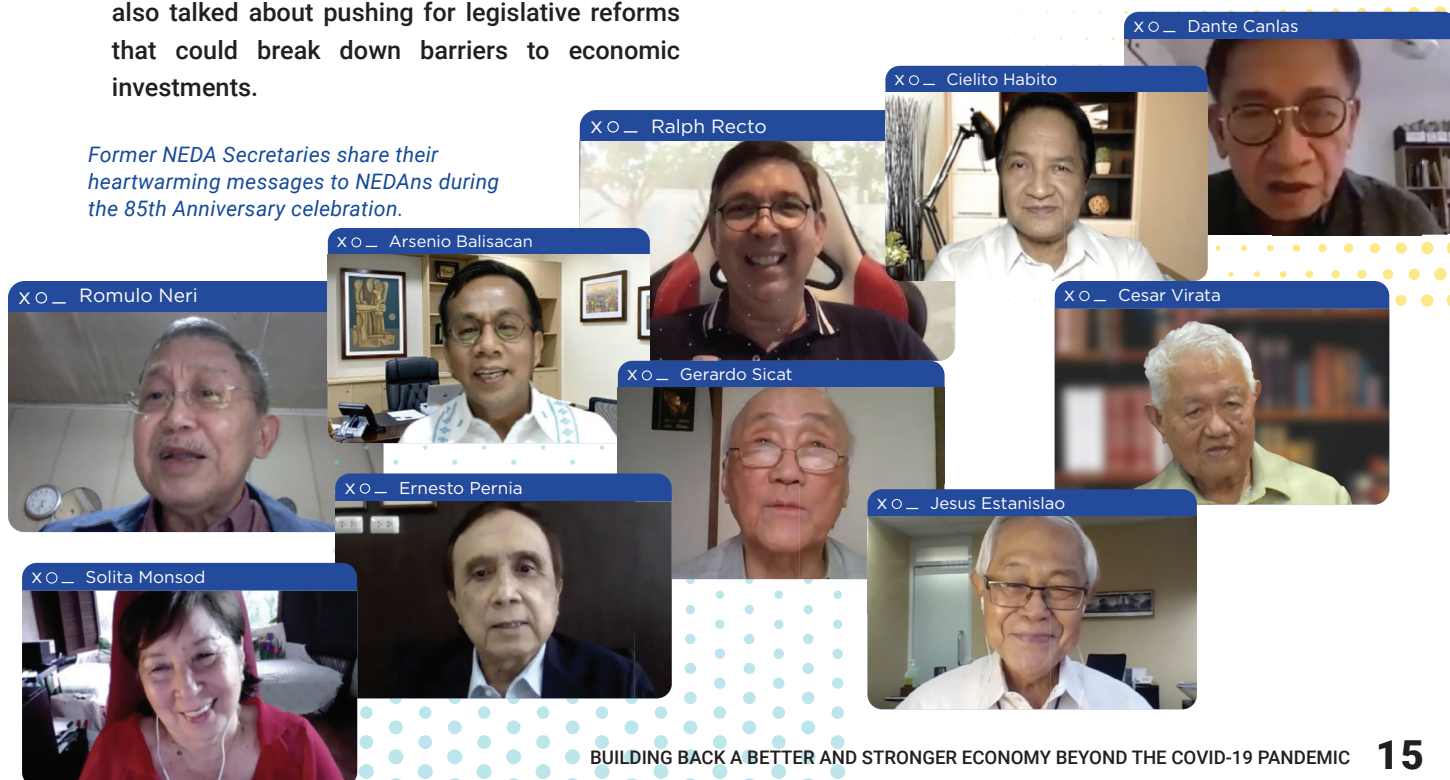 also talked about pushing for legislative reforms
that could break down barriers to economic
investments.
Former NEDA Secretaries share their
heartwarming messages to NEDAns during
the 85th Anniversary celebration.
X O _ Dante Canlas
X O _ Cielito Habito
X O _ Ralph Recto
X O _ Arsenio Balisacan
X O _ Romulo Neri
X O _ Cesar Virata
X O _ Gerardo Sicat
X O _ Ernesto Pernia
X O _ Jesus Estanislao
X O _ Solita Monsod
BUILDING BACK A BETTER AND STRONGER ECONOMY BEYOND THE COVID-19 PANDEMIC 15